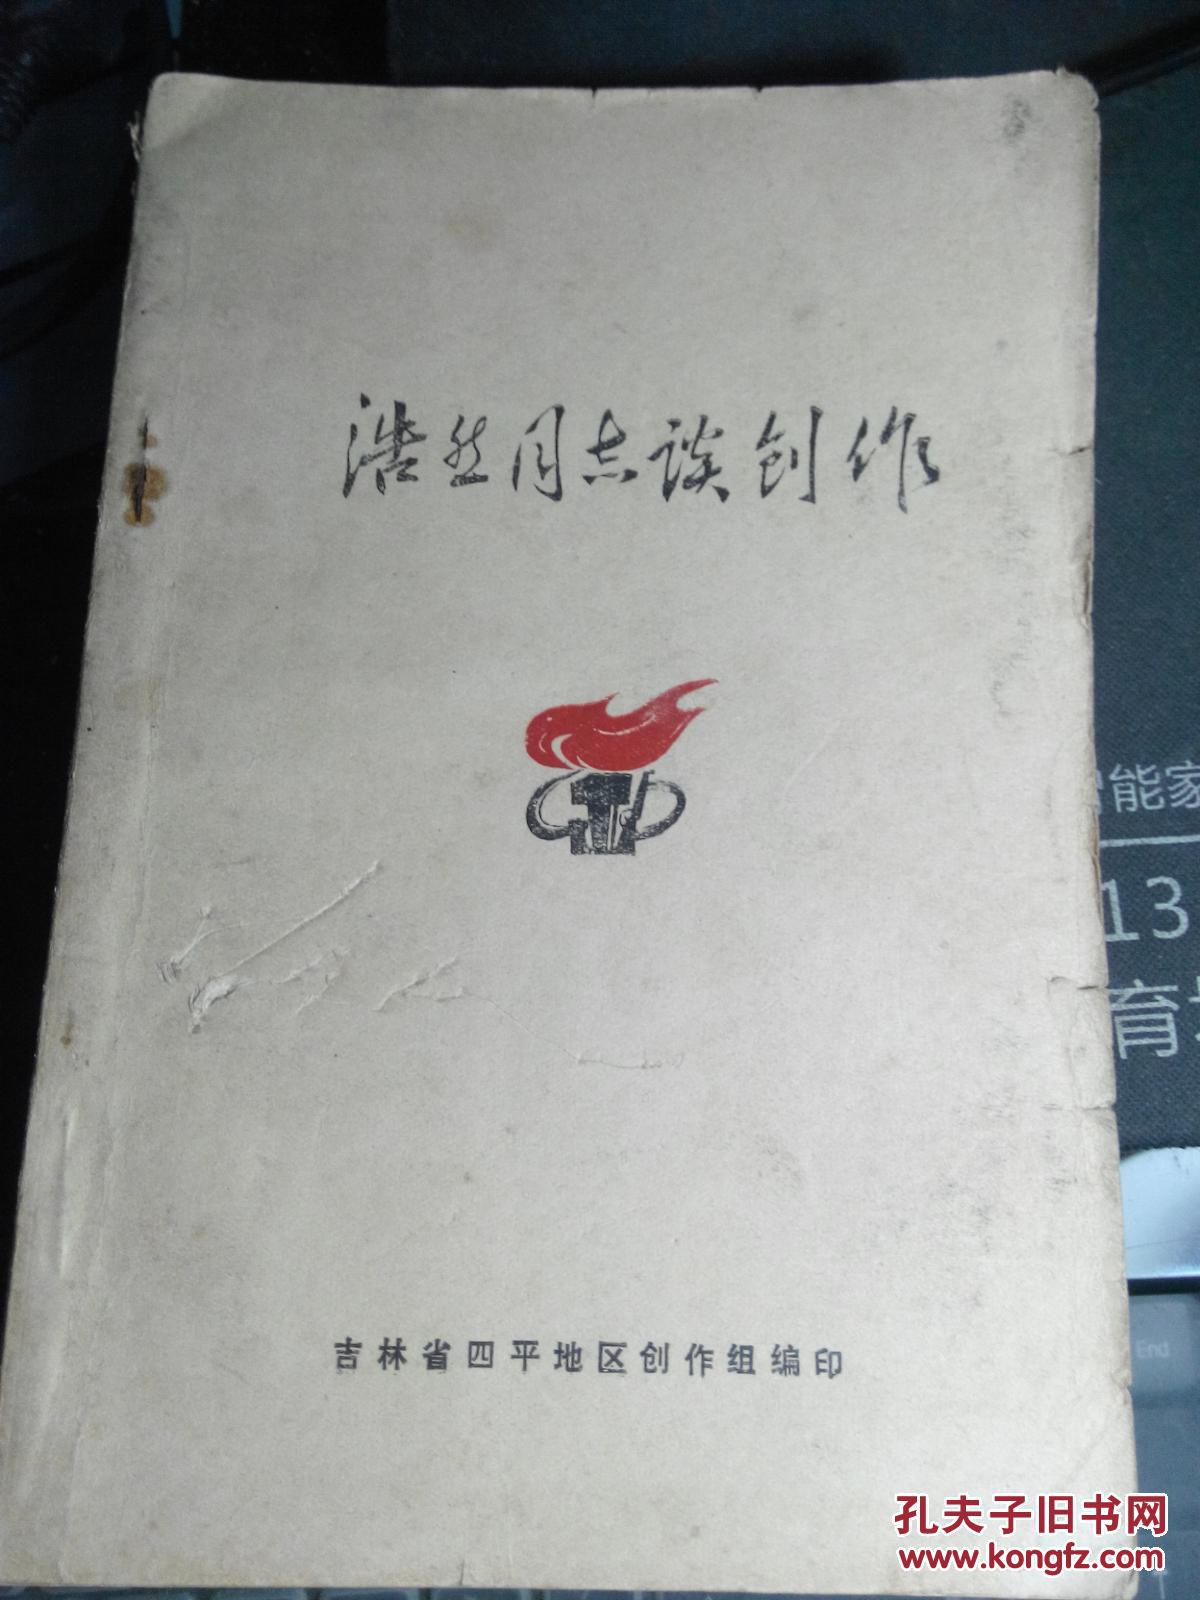 浩然同志谈创作
吉林省四平地区创作组编印
能家
13
育
End
孔夫子旧书网
www.kongfz.com